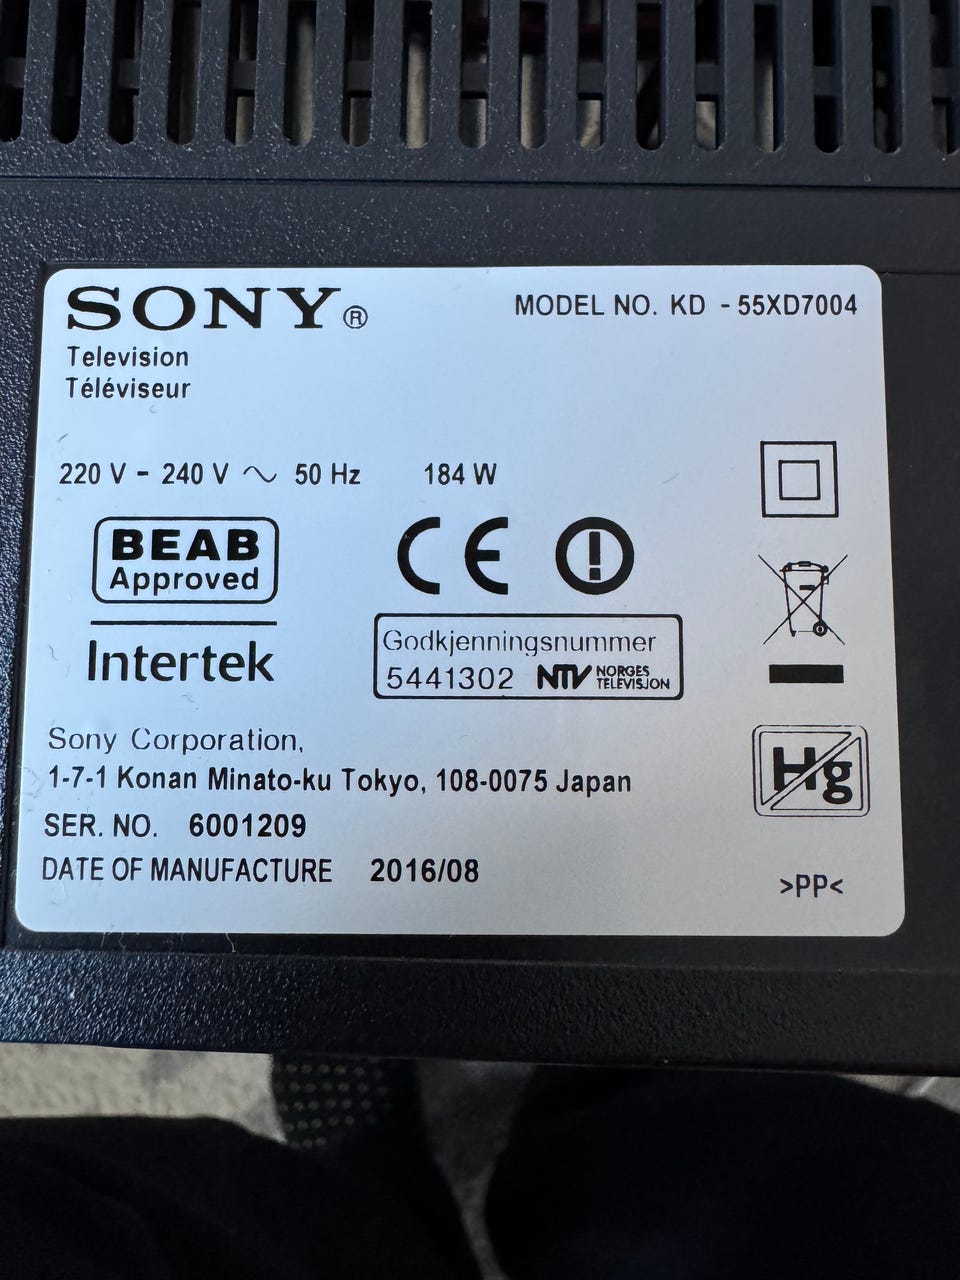 SONY®
MODEL NO. KD - 55XD7004
Television
Téléviseur
220 V - 240 V ~ 50 Hz 184 W
BEAB
Approved
Intertek
CE
Godkjenningsnummer
5441302 NTV NORGES TELEVISJON
Hg
Sony Corporation,
1-7-1 Konan Minato-ku Tokyo, 108-0075 Japan
SER. NO. 6001209
DATE OF MANUFACTURE 2016/08
>PP<